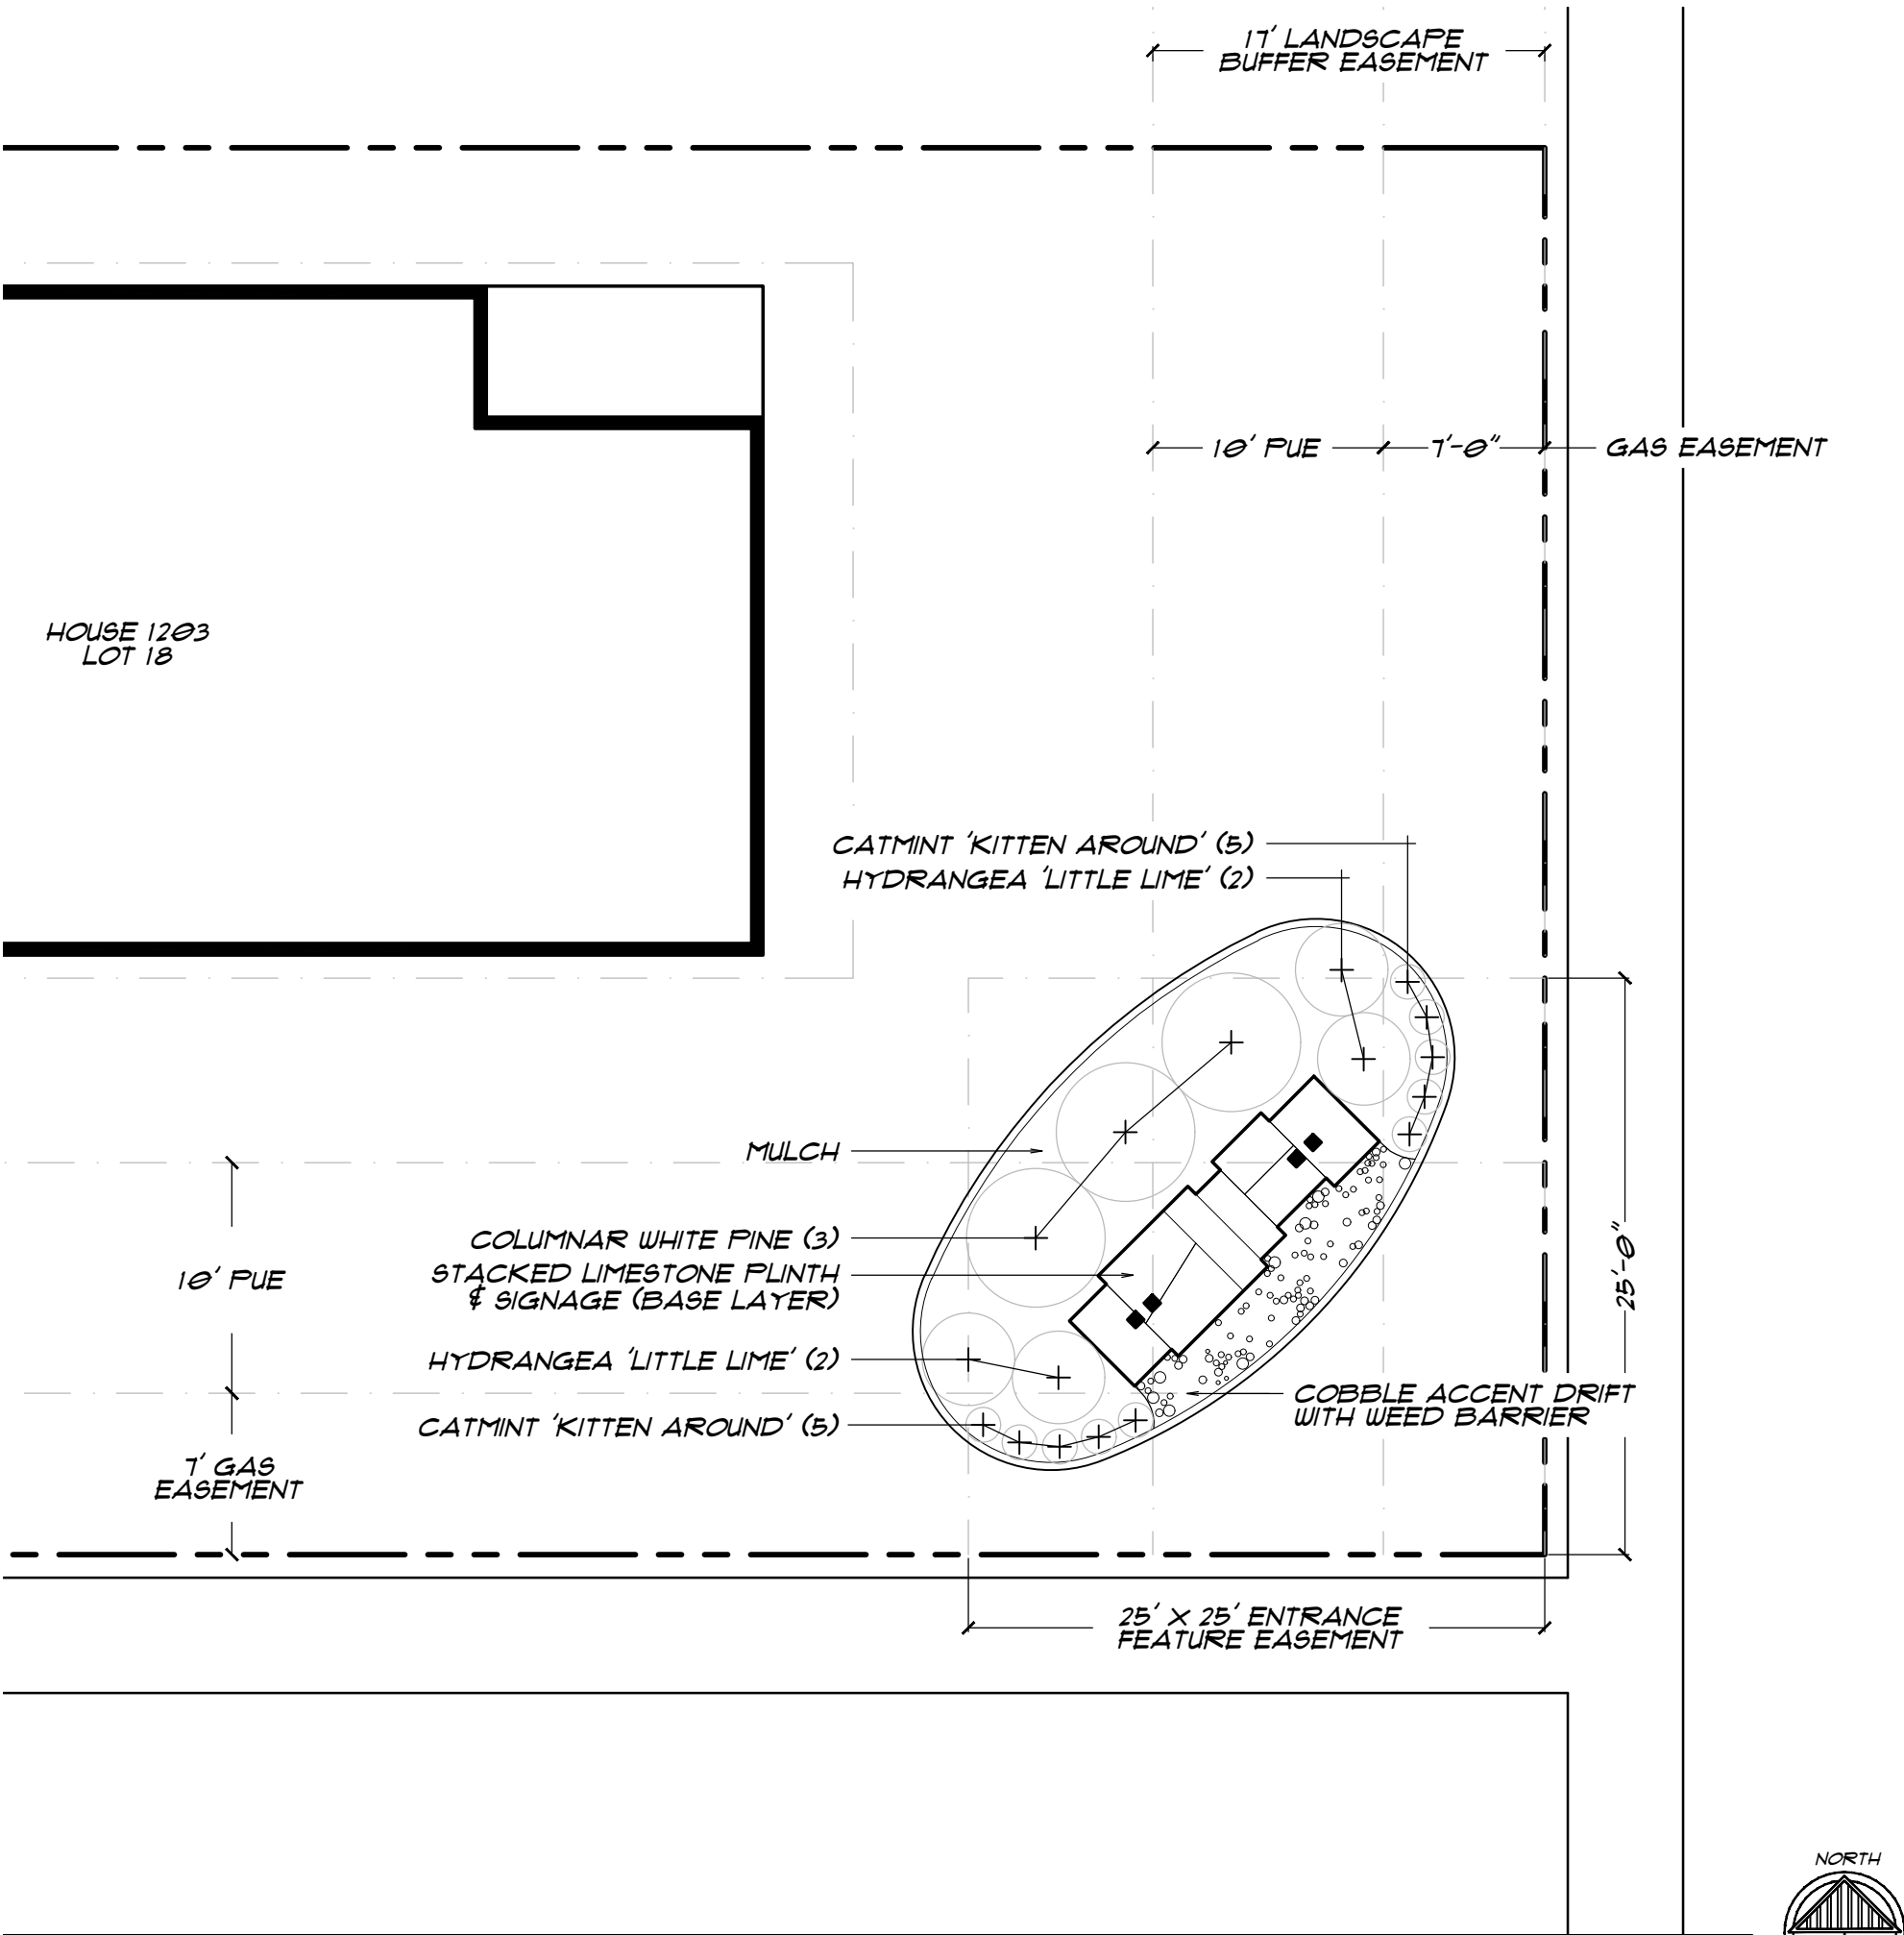 17' LANDSCAPE
BUFFER EASEMENT
10' PUE
7'-0"
GAS EASEMENT
HOUSE 1203
LOT 18
CATMINT 'KITTEN AROUND' (5)
HYDRANGEA 'LITTLE LIME' (2)
MULCH
COLUMNAR WHITE PINE (3)
STACKED LIMESTONE PLINTH
& SIGNAGE (BASE LAYER)
10' PUE
25'-0"
HYDRANGEA 'LITTLE LIME' (2)
COBBLE ACCENT DRIFT
WITH WEED BARRIER
CATMINT 'KITTEN AROUND' (5)
7' GAS
EASEMENT
25' X 25' ENTRANCE
FEATURE EASEMENT
NORTH